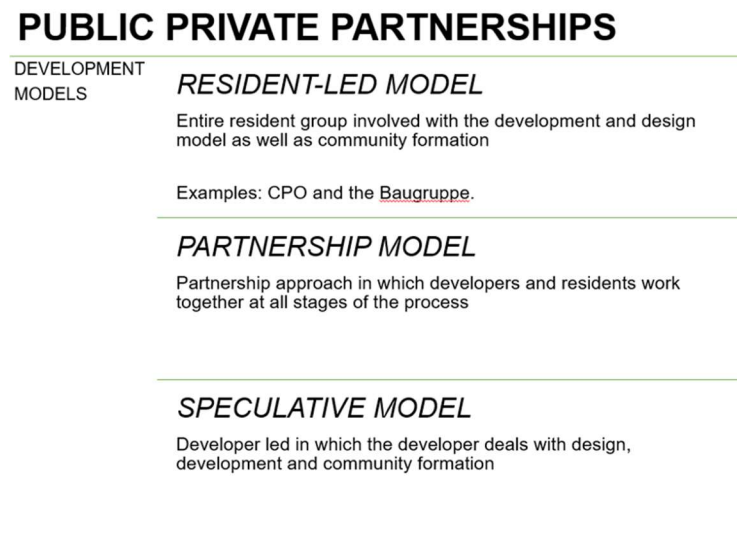 PUBLIC PRIVATE PARTNERSHIPS
DEVELOPMENT
MODELS
RESIDENT-LED MODEL
Entire resident group involved with the development and design
model as well as community formation
Examples: CPO and the Baugruppe.
PARTNERSHIP MODEL
Partnership approach in which developers and residents work
together at all stages of the process
SPECULATIVE MODEL
Developer led in which the developer deals with design,
development and community formation